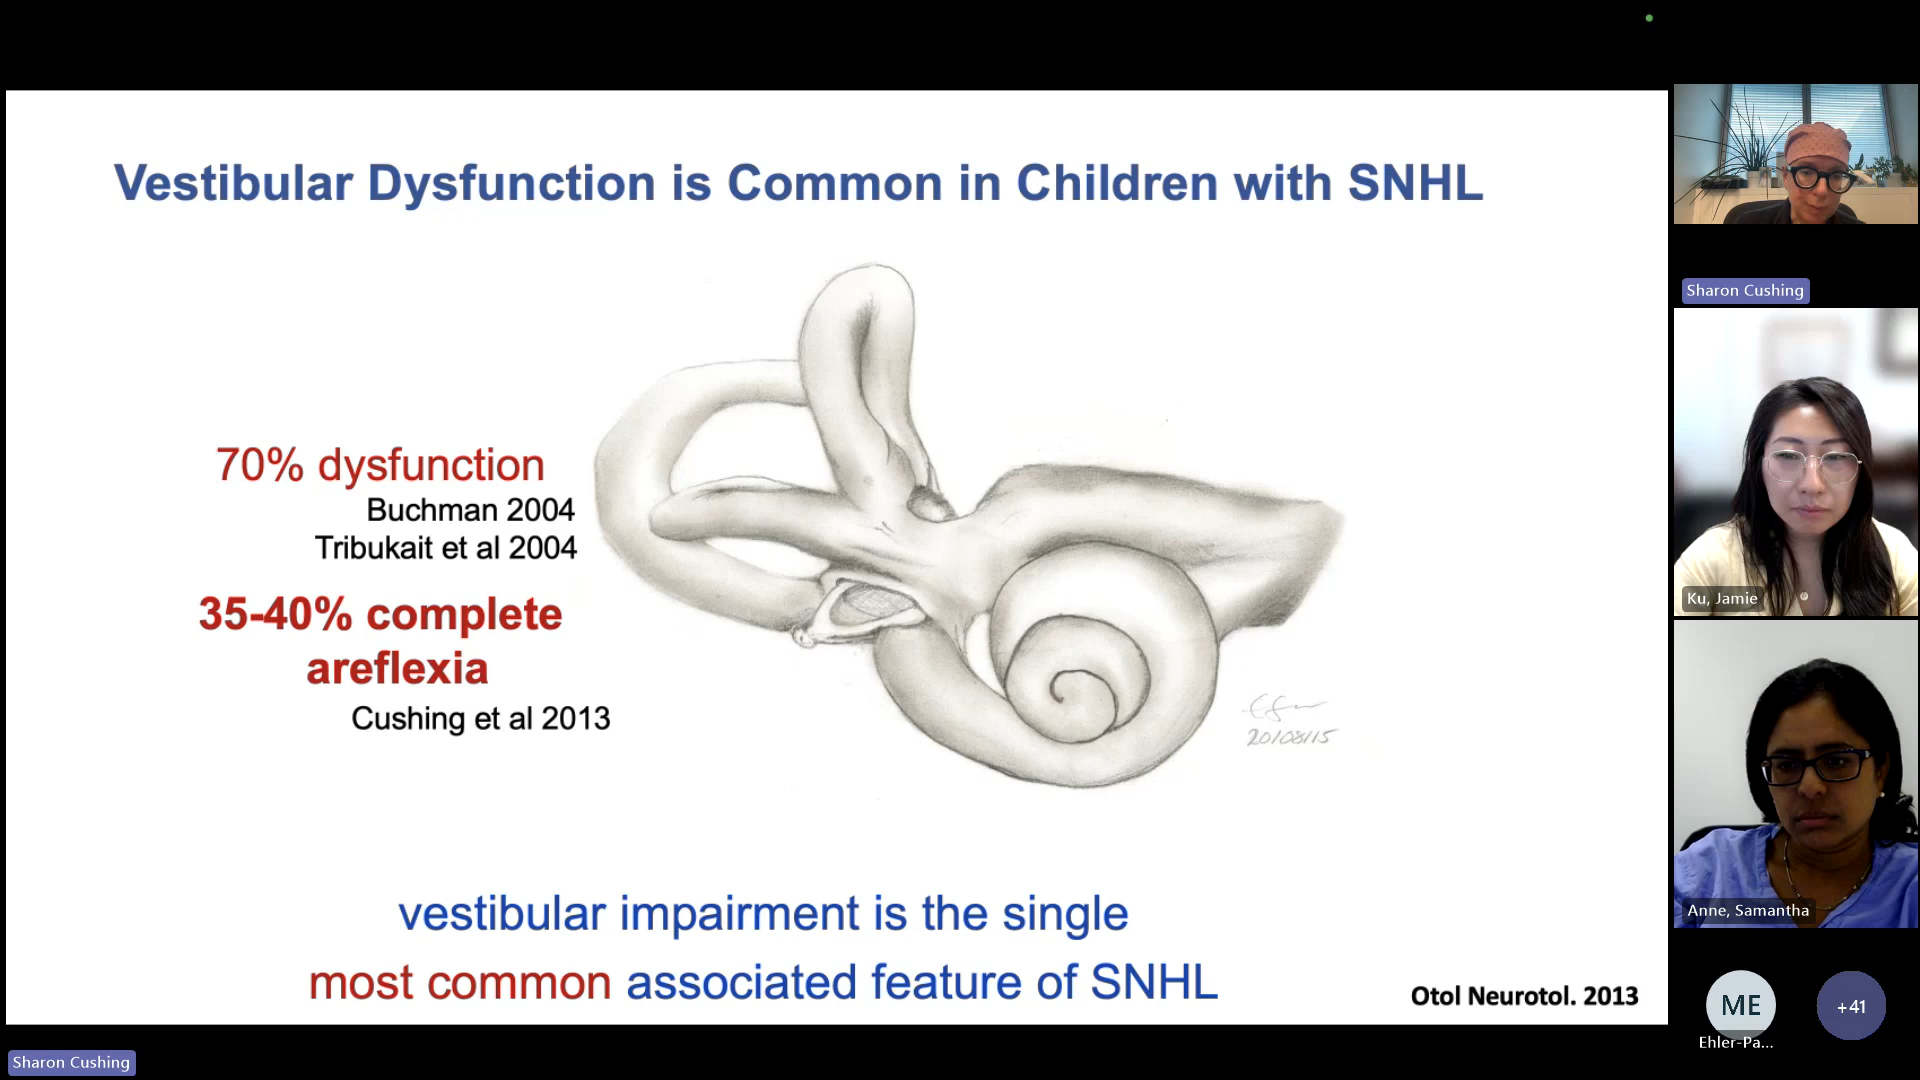 Vestibular Dysfunction is Common in Children with SNHL
70% dysfunction
Buchman 2004
Tribukait et al 2004
35-40% complete
areflexia
Cushing et al 2013
20108/15
vestibular impairment is the single
most common associated feature of SNHL
Otol Neurotol. 2013
Sharon Cushing
Sharon Cushing
Ku, Jamie
Anne, Samantha
ME
Ehler-Pa...
+41